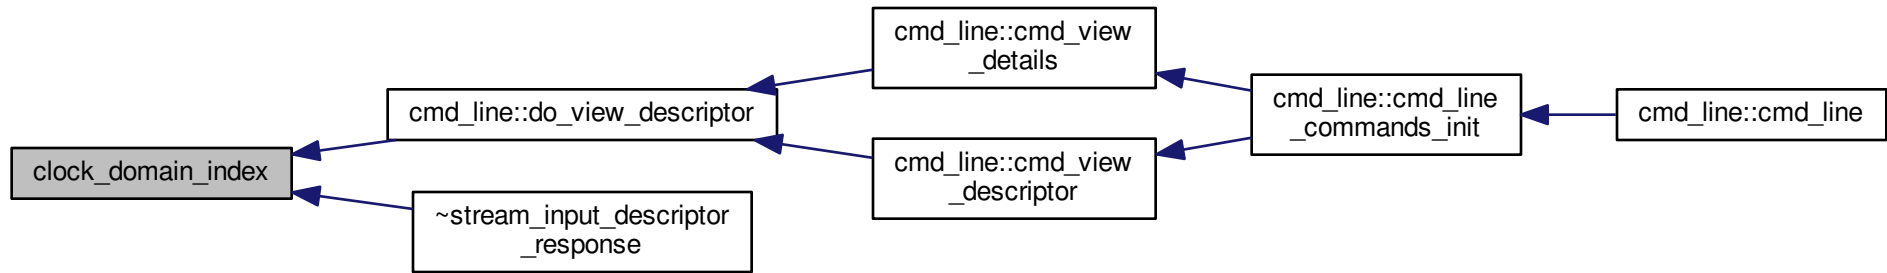 clock_domain_index
cmd_line::do_view_descriptor
~stream_input_descriptor
_response
cmd_line::cmd_view
_details
cmd_line::cmd_view
_descriptor
cmd_line::cmd_line
_commands_init
cmd_line::cmd_line